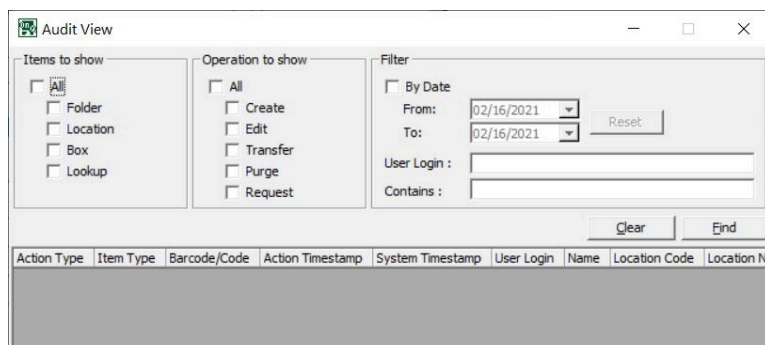 Audit View
Items to show
All
Folder
Location
Box
Lookup
Operation to show
All
Create
Edit
Transfer
Purge
Request
Filter
By Date
From: 02/16/2021
To: 02/16/2021
Reset
User Login :
Contains :
Clear Find
Action Type Item Type Barcode/Code Action Timestamp System Timestamp User Login Name Location Code Location N